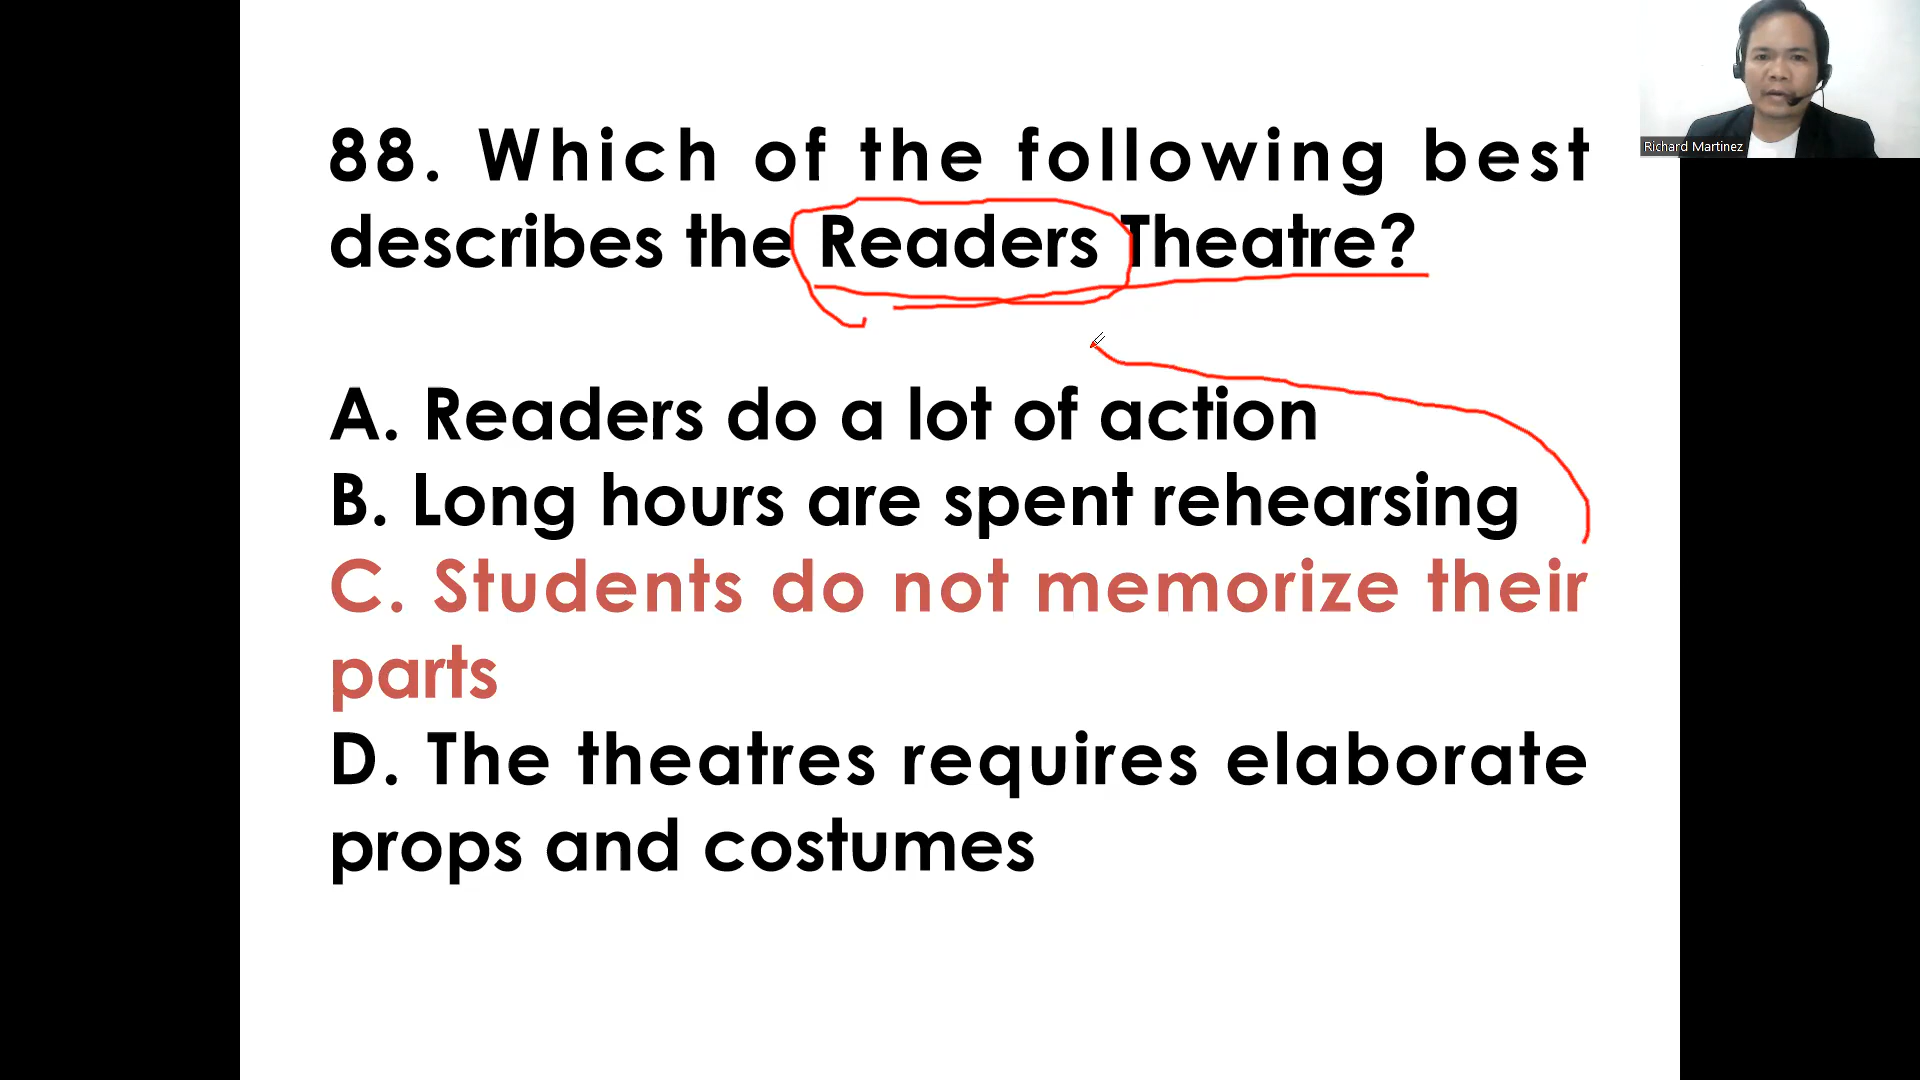 88. Which of the following best
describes the Readers Theatre?
Richard Martinez
A. Readers do a lot of action
B. Long hours are spent rehearsing
C. Students do not memorize their
parts
D. The theatres requires elaborate
props and costumes